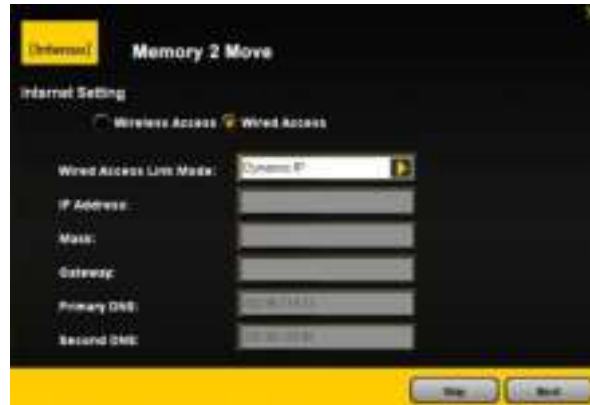 (Intenso)
Memory 2 Move
Internet Setting
Wireless Access Wired Access
Wired Access Link Mode: Dynamic IP
IP Address:
Mask:
Gateway:
Primary DNS:
Second DNS:
Skip Next